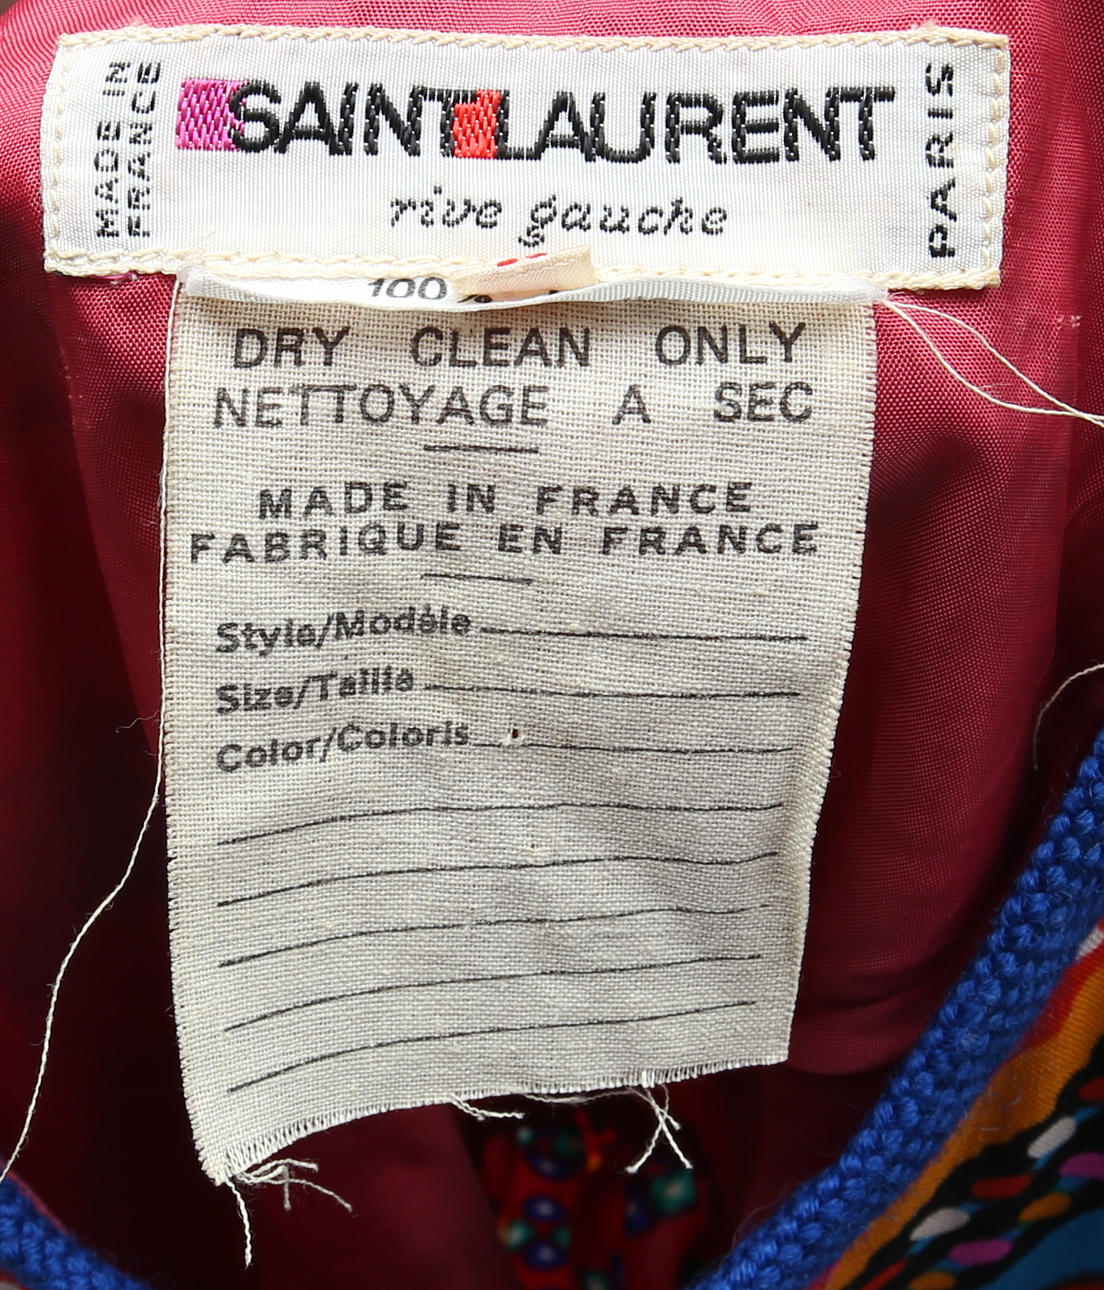 MADE IN
FRANCE
SAINT LAURENT
rive gauche
PARIS
100%
DRY CLEAN ONLY
NETTOYAGE A SEC
MADE IN FRANCE
FABRIQUE EN FRANCE
Style/Modèle
Size/Taille
Color/Coloris